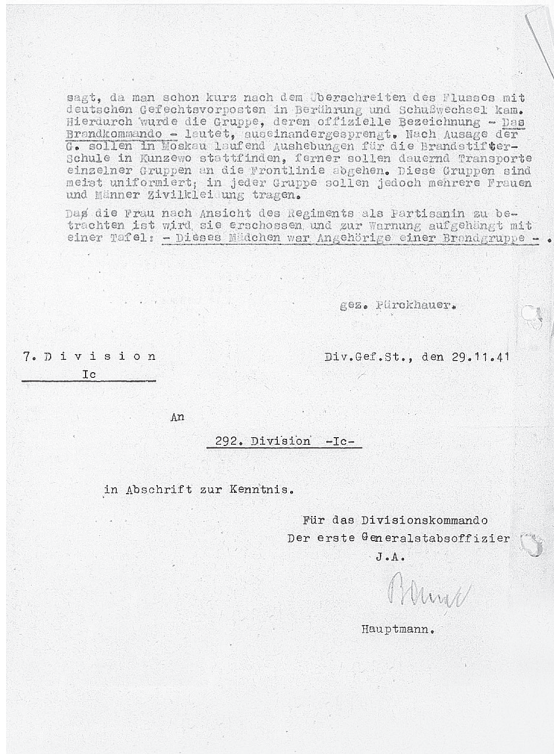 sagt, da man schon kurz nach dem Überschreiten des Flusses mit
deutschen Gefechtsvorposten in Berührung und Schußwechsel kam.
Hierdurch wurde die Gruppe, deren offizielle Bezeichnung - Das
Brandkommando - lautet, auseinandergesprengt. Nach Aussage der
G. sollen in Moskau laufend Aushebungen für die Brandstifter-
Schule in Kunzewo stattfinden, ferner sollen dauernd Transporte
einzelner Gruppen an die Frontlinie abgehen. Diese Gruppen sind
meist uniformiert; in jeder Gruppe sollen jedoch mehrere Frauen
und Männer Zivilkleidung tragen.
Daß die Frau nach Ansicht des Regiments als Partisanin zu be-
trachten ist wird sie erschossen und zur Warnung aufgehängt mit
einer Tafel: - Dieses Mädchen war Angehörige einer Brandgruppe - .
gez. Pürckhauer.
7. Division
Div.Gef.St., den 29.11.41
Ic
An
292. Division -Ic-
in Abschrift zur Kenntnis.
Für das Divisionskommando
Der erste Generalstabsoffizier
J.A.
Hauptmann.